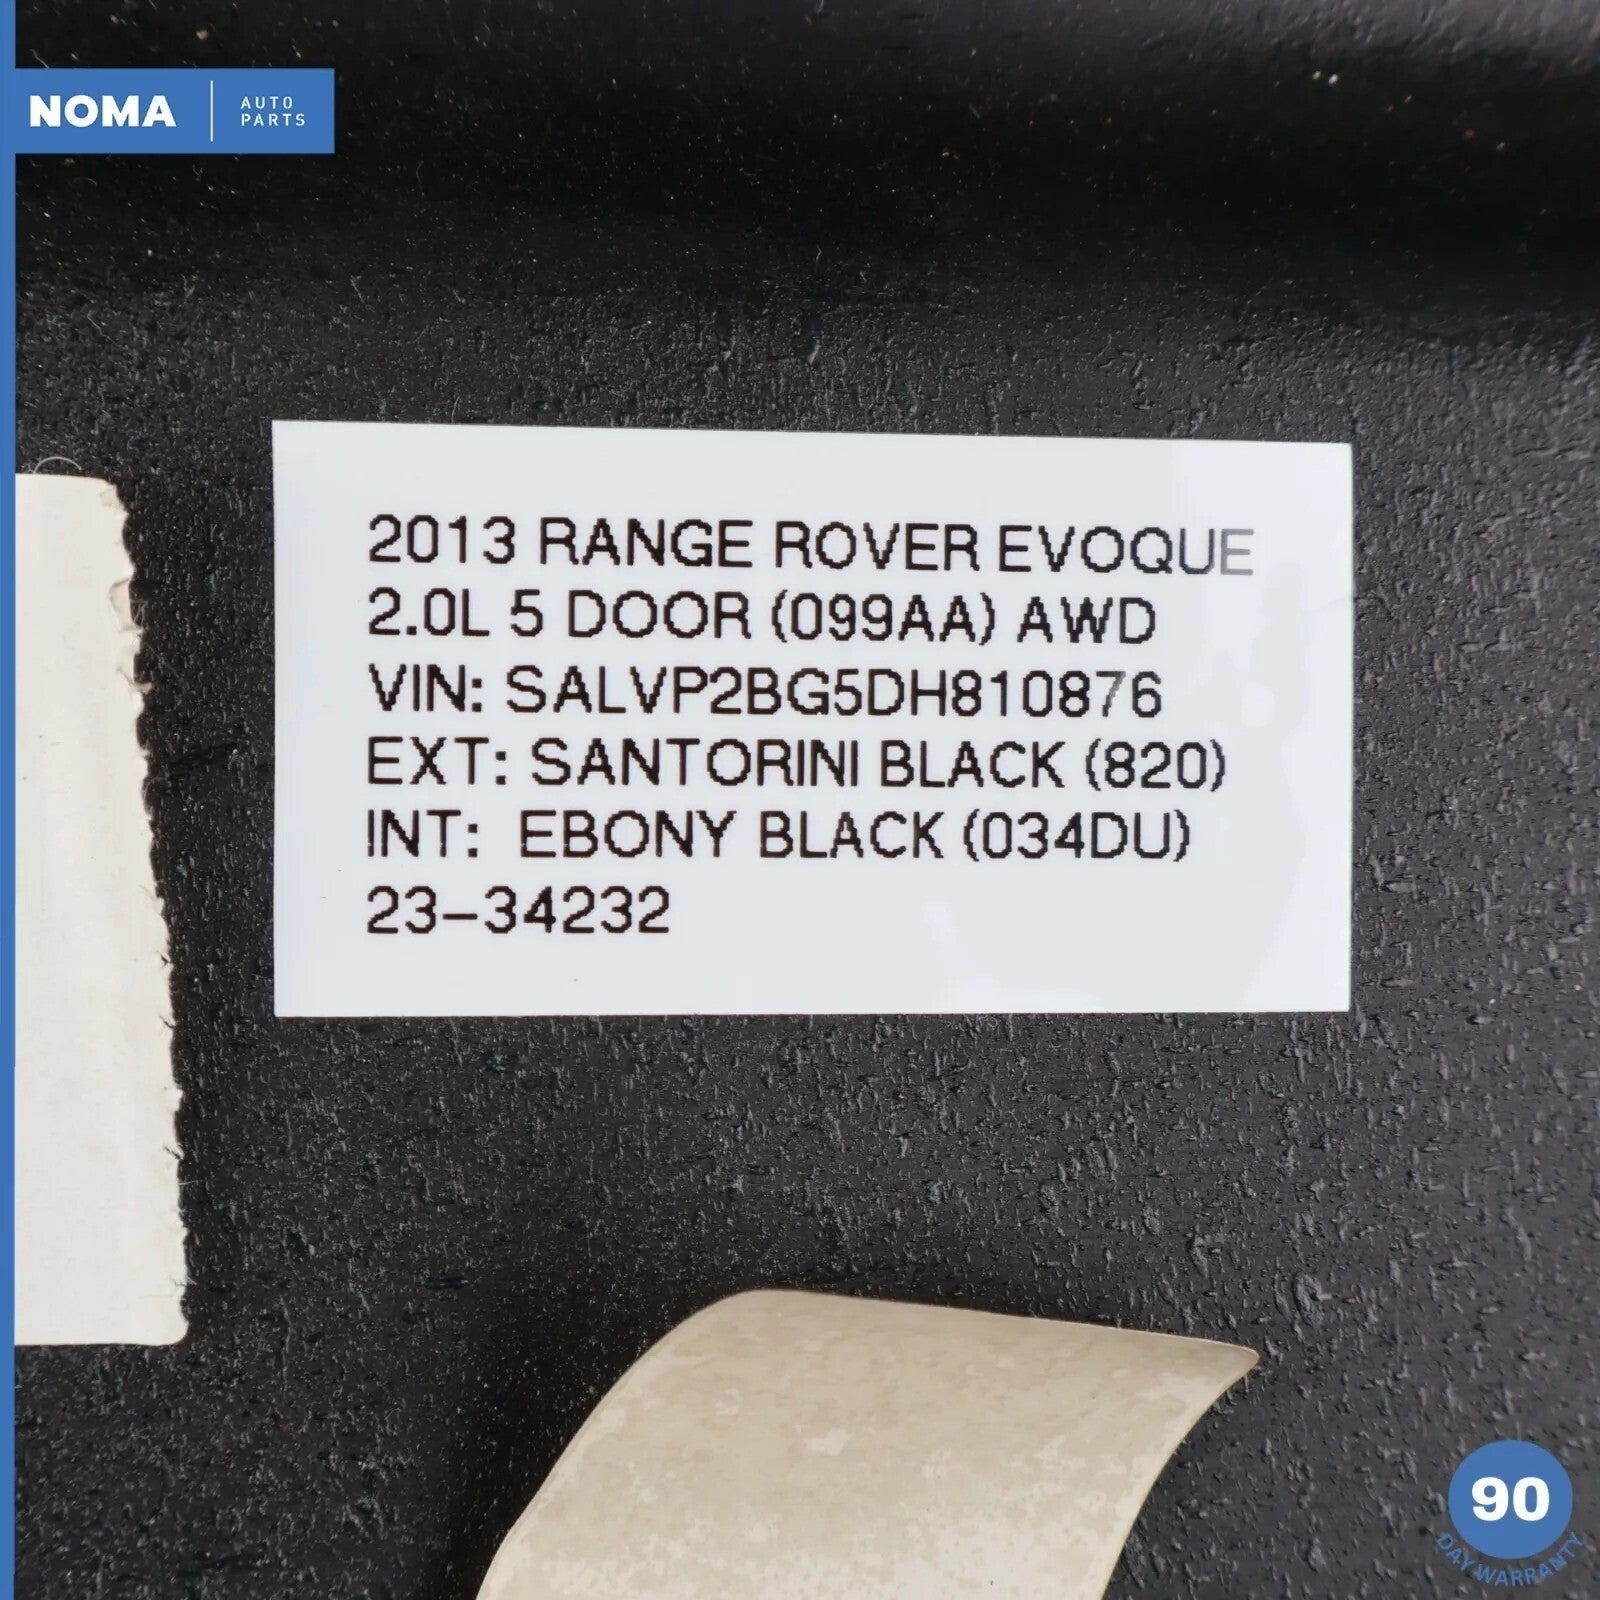 NOMA
AUTO
PARTS
2013 RANGE ROVER EVOQUE
2.0L 5 DOOR (099AA) AWD
VIN: SALVP2BG5DH810876
EXT: SANTORINI BLACK (820)
INT: EBONY BLACK (034DU)
23-34232
90
DAY WARRANTY